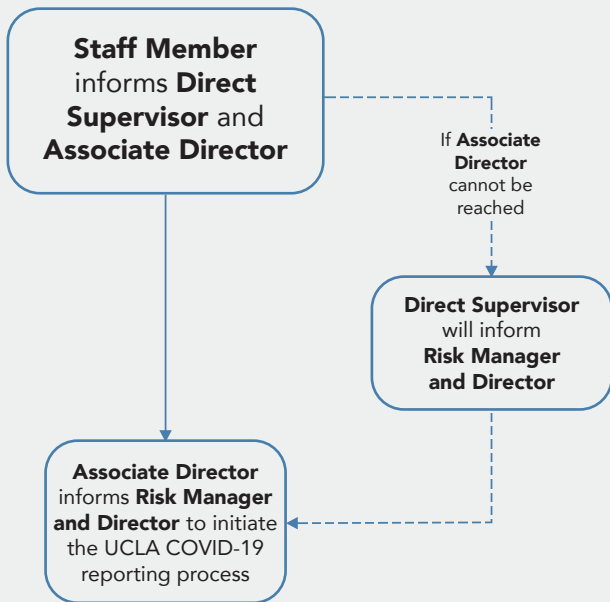 Staff Member
informs Direct
Supervisor and
Associate Director
If Associate
Director
cannot be
reached
Direct Supervisor
will inform
Risk Manager
and Director
Associate Director
informs Risk Manager
and Director to initiate
the UCLA COVID-19
reporting process